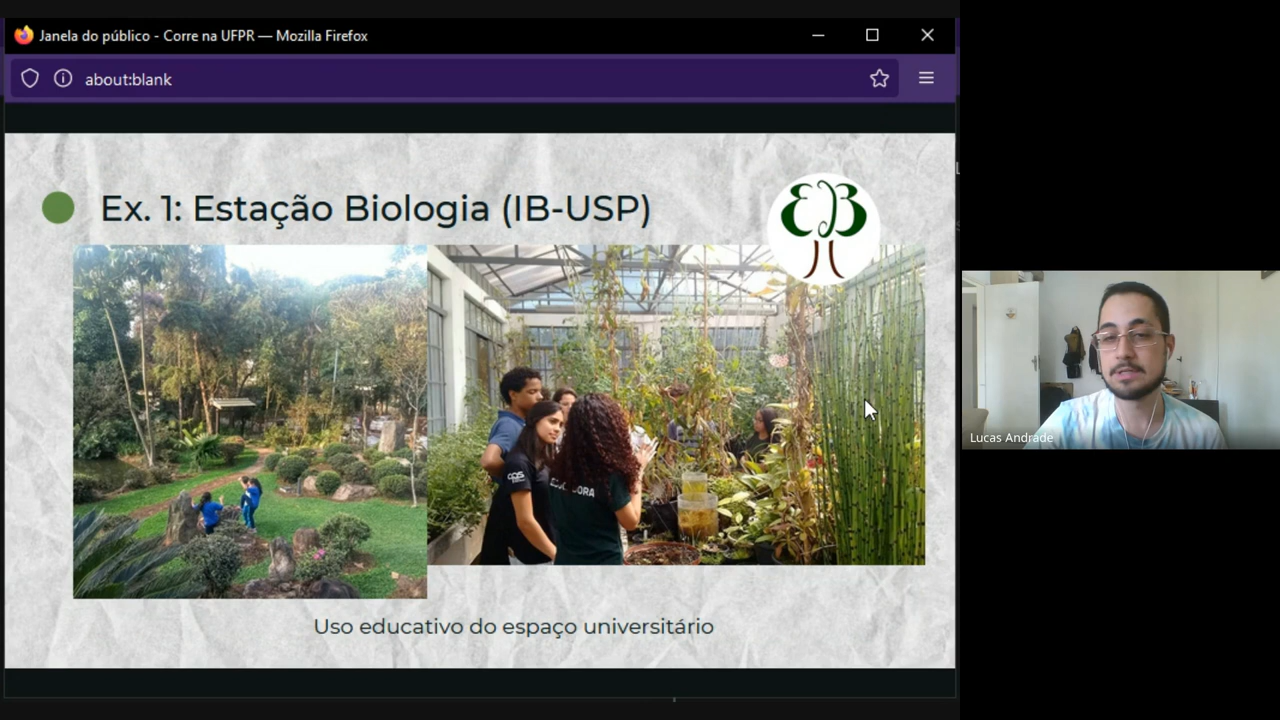 Janela do público - Corre na UFPR — Mozilla Firefox
about:blank
Ex. 1: Estação Biologia (IB-USP)
EB
Uso educativo do espaço universitário
Lucas Andrade